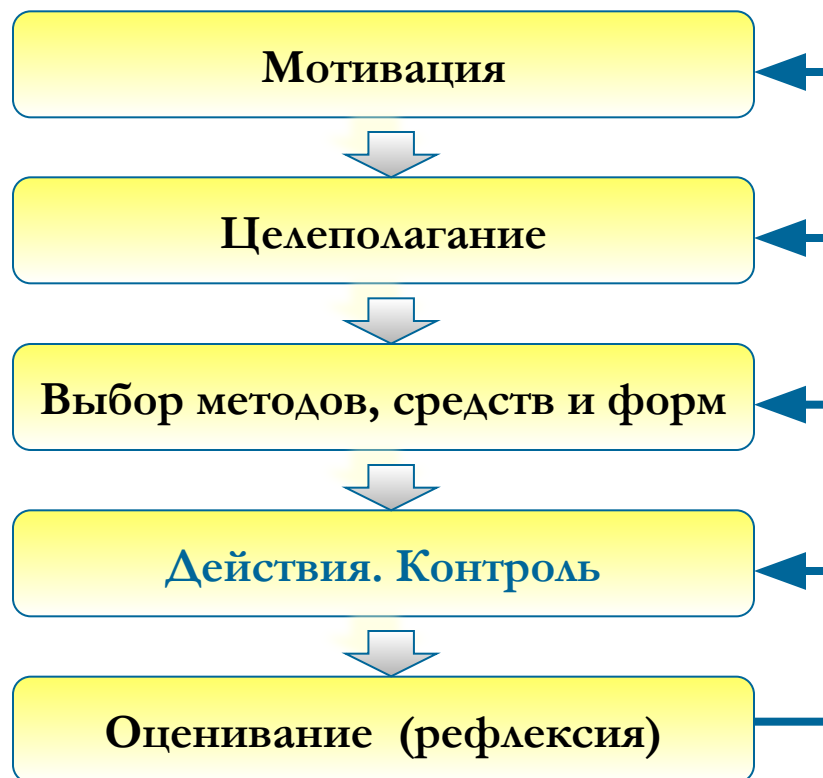 Мотивация
Целеполагание
Выбор методов, средств и форм
Действия. Контроль
Оценивание (рефлексия)